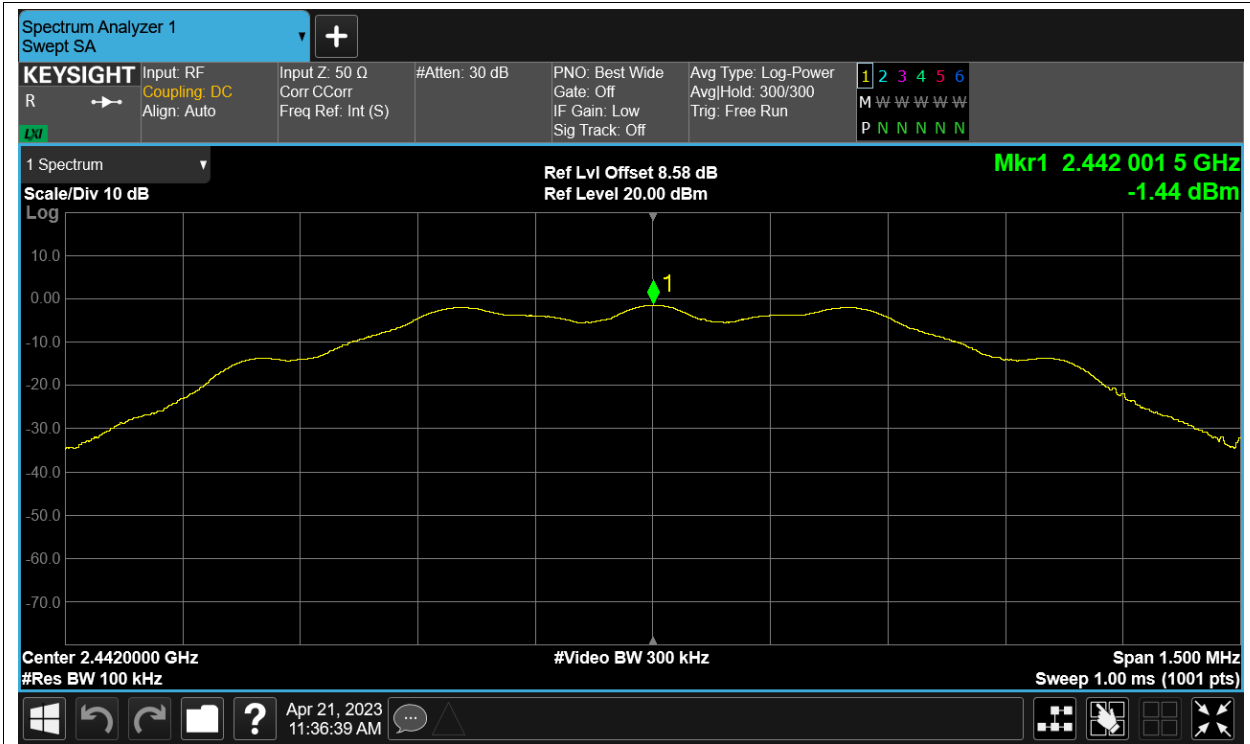 Spectrum Analyzer 1
Swept SA
KEYSIGHT
R
LXI
Input: RF
Coupling: DC
Align: Auto
Input Z: 50 Ω
Corr CCorr
Freq Ref: Int (S)
#Atten: 30 dB
PNO: Best Wide
Gate: Off
IF Gain: Low
Sig Track: Off
Avg Type: Log-Power
Avg|Hold: 300/300
Trig: Free Run
1 2 3 4 5 6
M W W W W W
P N N N N N
1 Spectrum
Scale/Div 10 dB
Log
Ref Lvl Offset 8.58 dB
Ref Level 20.00 dBm
Mkr1 2.442 001 5 GHz
-1.44 dBm
1
10.0
0.00
-10.0
-20.0
-30.0
-40.0
-50.0
-60.0
-70.0
Center 2.4420000 GHz
#Res BW 100 kHz
#Video BW 300 kHz
Span 1.500 MHz
Sweep 1.00 ms (1001 pts)
?
Apr 21, 2023
11:36:39 AM